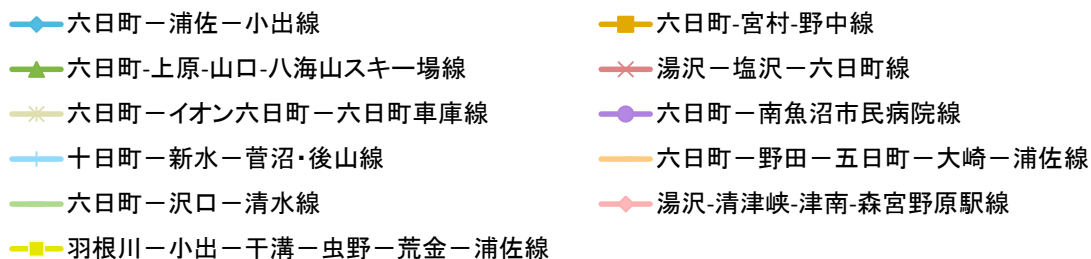 六日町－浦佐－小出線
六日町-宮村-野中線
六日町-上原-山口-八海山スキー場線
湯沢－塩沢－六日町線
六日町－イオン六日町－六日町車庫線
六日町－南魚沼市民病院線
十日町－新水－菅沼・後山線
六日町－野田－五日町－大崎－浦佐線
六日町－沢口－清水線
湯沢-清津峡-津南-森宮野原駅線
羽根川－小出－干溝－虫野－荒金－浦佐線